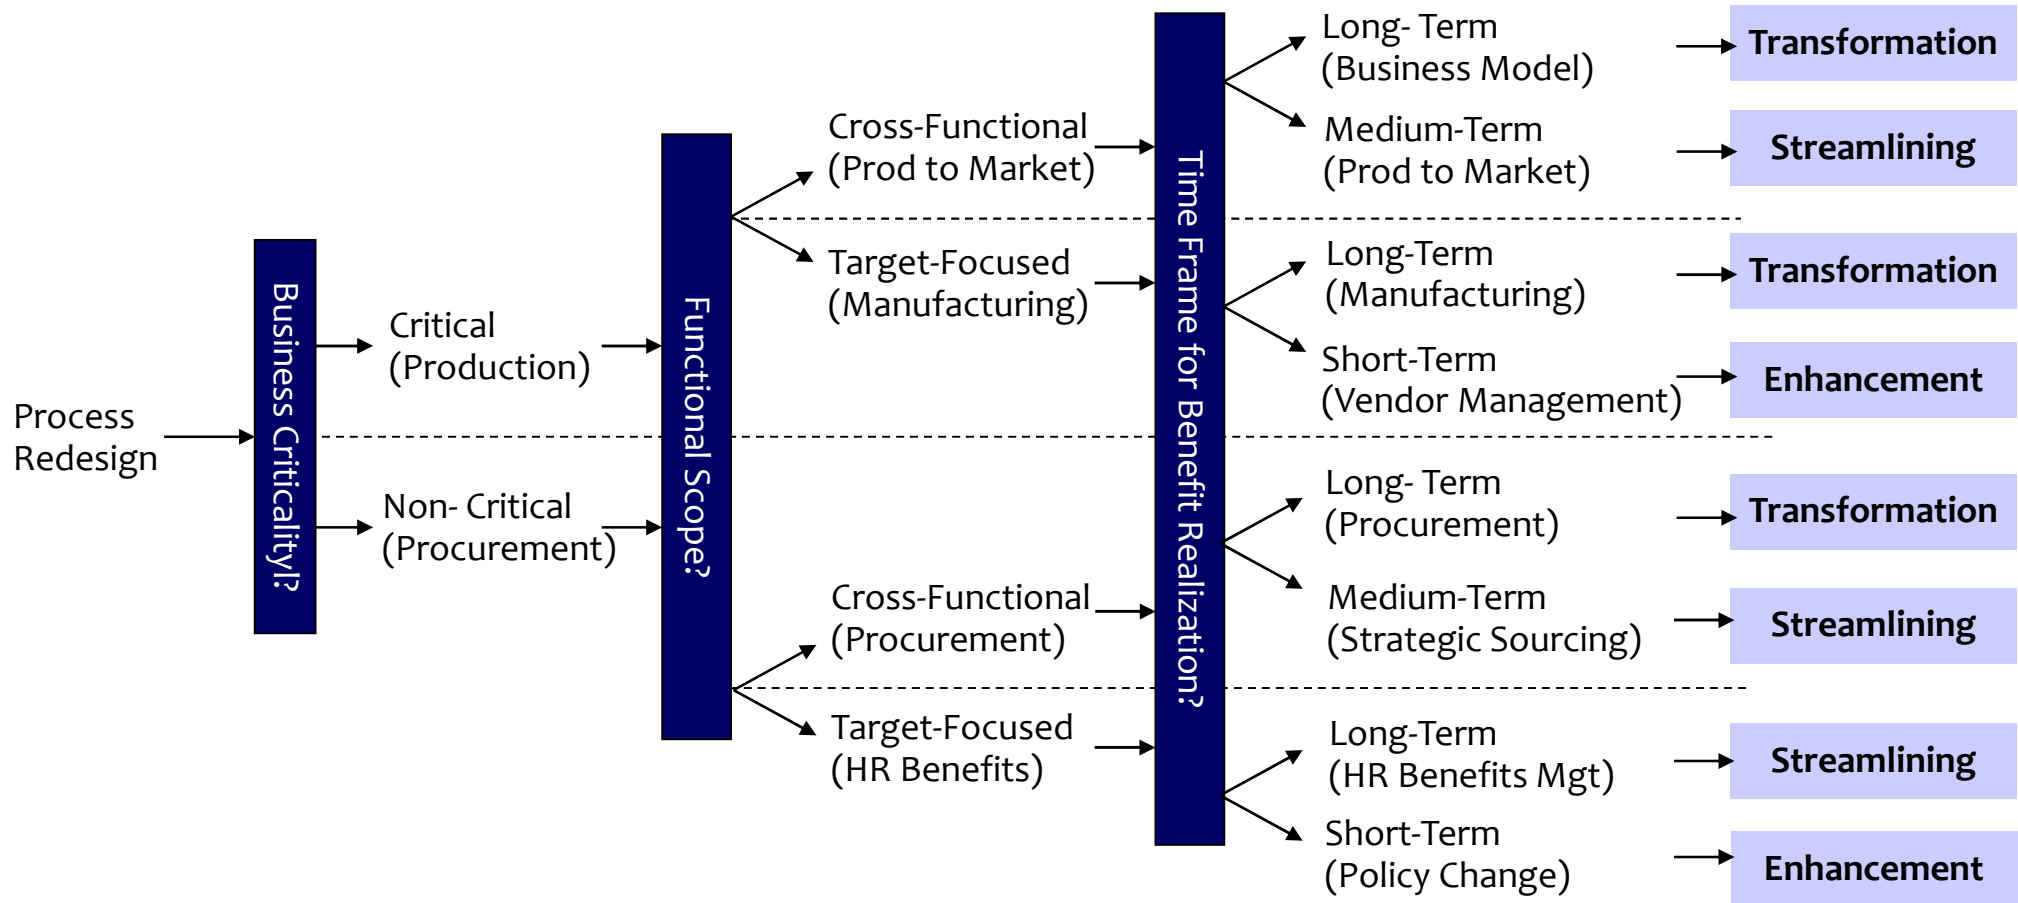 Process
Redesign
Business Criticalityl?
Critical
(Production)
Non- Critical
(Procurement)
Functional Scope?
Cross-Functional
(Prod to Market)
Target-Focused
(Manufacturing)
Cross-Functional
(Procurement)
Target-Focused
(HR Benefits)
Time Frame for Benefit Realization?
Long- Term
(Business Model)
Transformation
Medium-Term
(Prod to Market)
Streamlining
Long-Term
(Manufacturing)
Transformation
Short-Term
(Vendor Management)
Enhancement
Long- Term
(Procurement)
Transformation
Medium-Term
(Strategic Sourcing)
Streamlining
Long-Term
(HR Benefits Mgt)
Streamlining
Short-Term
(Policy Change)
Enhancement